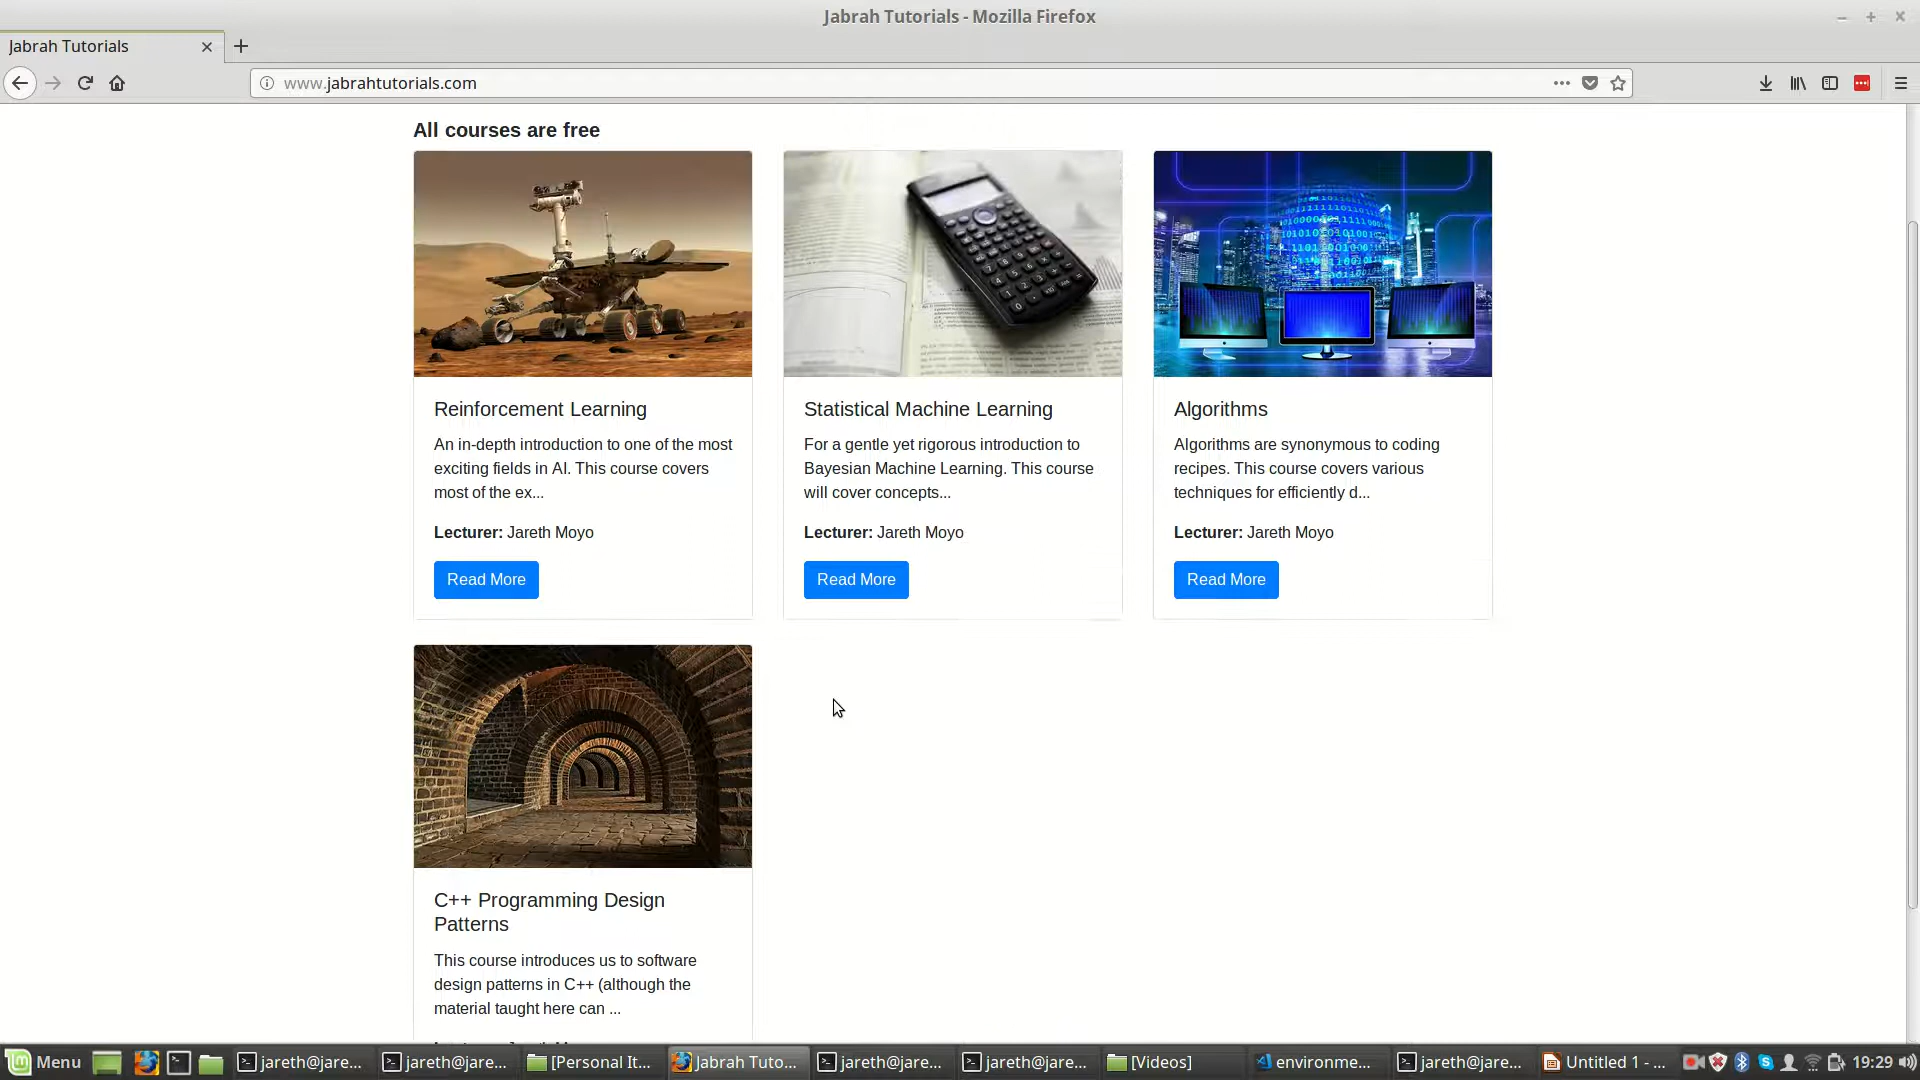 Jabrah Tutorials - Mozilla Firefox
Jabrah Tutorials
www.jabrahtutorials.com
All courses are free
Reinforcement Learning
An in-depth introduction to one of the most
exciting fields in AI. This course covers
most of the ex...
Lecturer: Jareth Moyo
Read More
Statistical Machine Learning
For a gentle yet rigorous introduction to
Bayesian Machine Learning. This course
will cover concepts...
Lecturer: Jareth Moyo
Read More
Algorithms
Algorithms are synonymous to coding
recipes. This course covers various
techniques for efficiently d...
Lecturer: Jareth Moyo
Read More
C++ Programming Design
Patterns
This course introduces us to software
design patterns in C++ (although the
material taught here can ...
Menu
jareth@jare...
jareth@jare...
[Personal It...
Jabrah Tuto...
jareth@jare...
jareth@jare...
[Videos]
environme...
jareth@jare...
Untitled 1 - ...
19:29